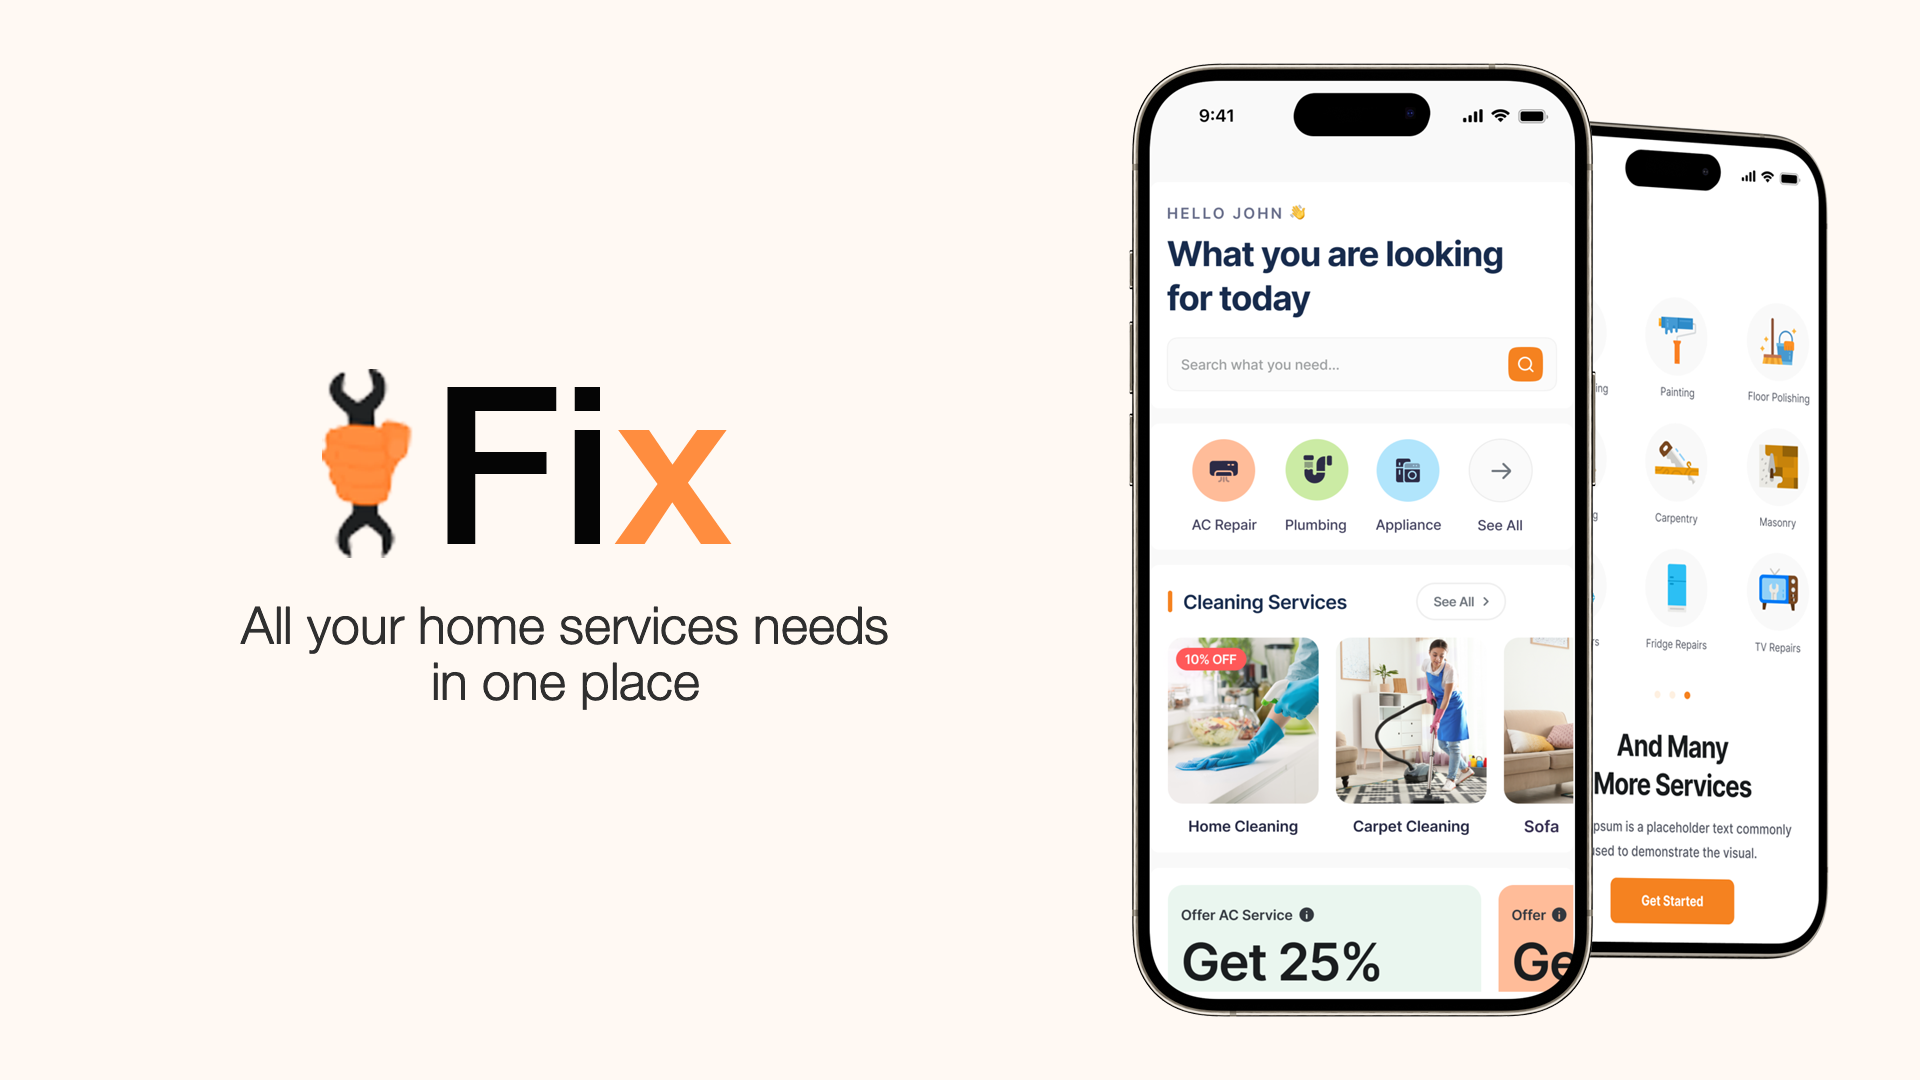 Fix
All your home services needs
in one place
9:41
HELLO JOHN 👋
What you are looking
for today
Search what you need...
AC Repair
Plumbing
Appliance
See All
Cleaning Services
See All
10% OFF
Home Cleaning
Carpet Cleaning
Sofa
Offer AC Service
Get 25%
Offer
Ge
Painting
Floor Polishing
Carpentry
Masonry
Fridge Repairs
TV Repairs
And Many
More Services
psum is a placeholder text commonly
sed to demonstrate the visual.
Get Started